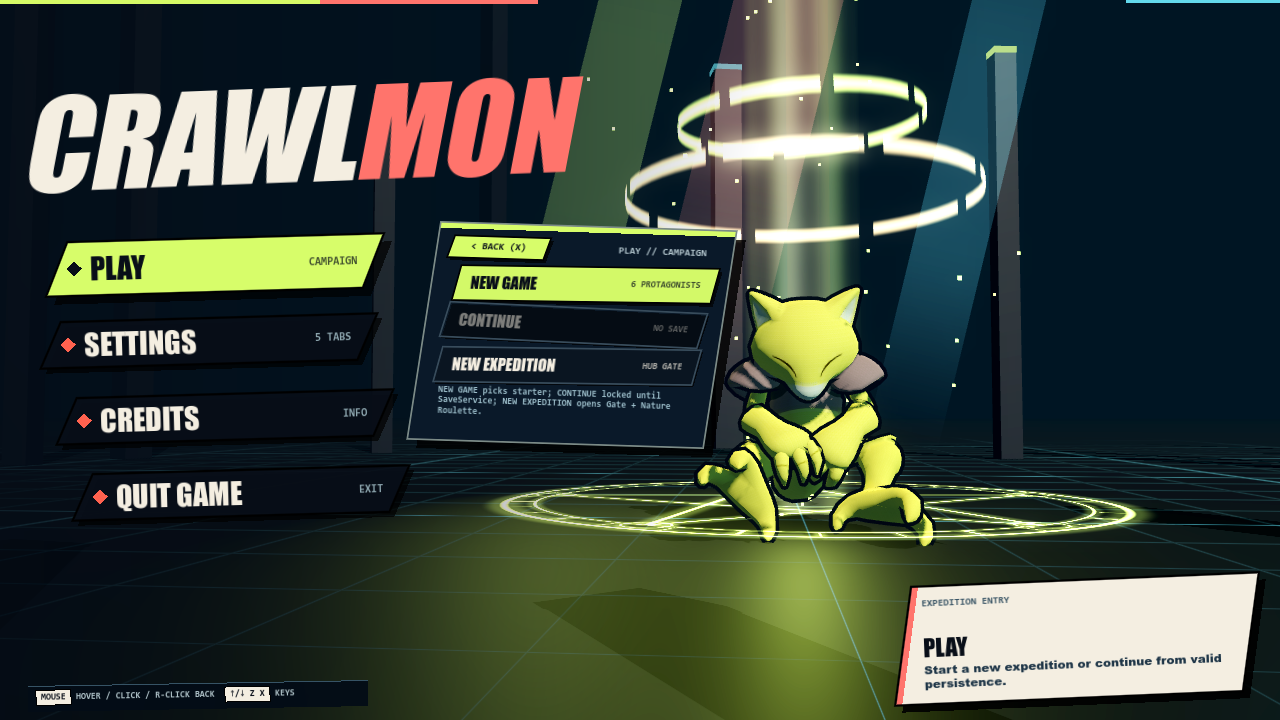 CRAWLMON
PLAY CAMPAIGN
SETTINGS 5 TABS
CREDITS INFO
QUIT GAME EXIT
< BACK (X) PLAY // CAMPAIGN
NEW GAME 6 PROTAGONISTS
CONTINUE NO SAVE
NEW EXPEDITION HUB GATE
NEW GAME picks starter; CONTINUE locked until
SaveService; NEW EXPEDITION opens Gate + Nature
Roulette.
EXPEDITION ENTRY
PLAY
Start a new expedition or continue from valid
persistence.
MOUSE HOVER / CLICK / R-CLICK BACK ↑/↓ Z X KEYS